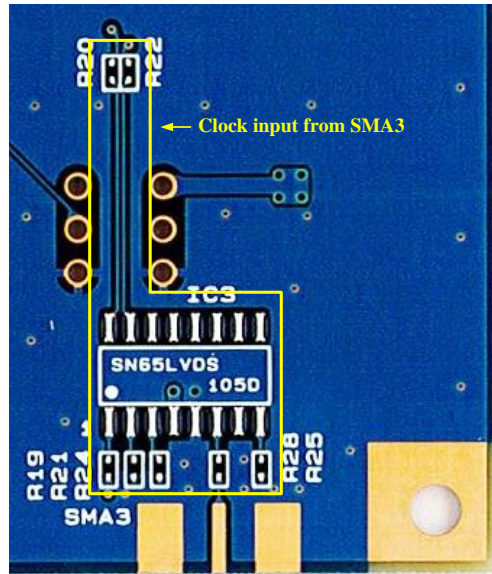 R20
R22
Clock input from SMA3
IC3
SN65LVDS
105D
R19
R21
R24
R28
R25
SMA3